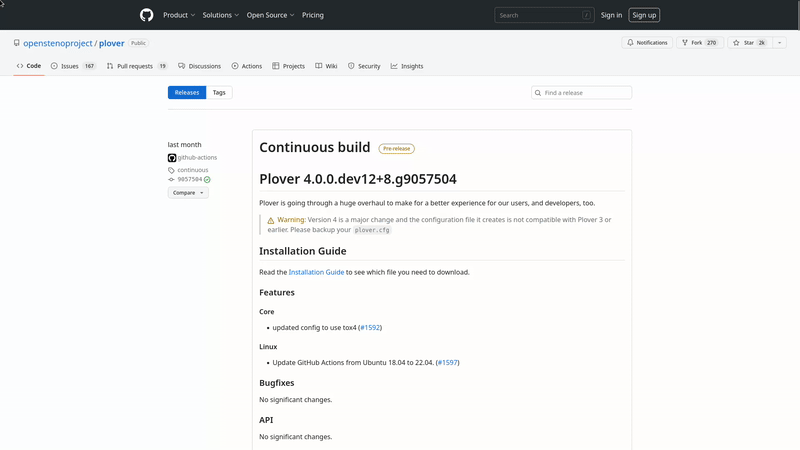 Product Solutions Open Source Pricing Search / Sign in Sign up
openstenoproject / plover Public Notifications Fork 270 Star 2k
Code Issues 167 Pull requests 19 Discussions Actions Projects Wiki Security Insights
Releases Tags Find a release
last month
github-actions
continuous
9057504
Compare
Continuous build Pre-release
Plover 4.0.0.dev12+8.g9057504
Plover is going through a huge overhaul to make for a better experience for our users, and developers, too.
Warning: Version 4 is a major change and the configuration file it creates is not compatible with Plover 3 or
earlier. Please backup your plover.cfg
Installation Guide
Read the Installation Guide to see which file you need to download.
Features
Core
• updated config to use tox4 (#1592)
Linux
• Update GitHub Actions from Ubuntu 18.04 to 22.04. (#1597)
Bugfixes
No significant changes.
API
No significant changes.